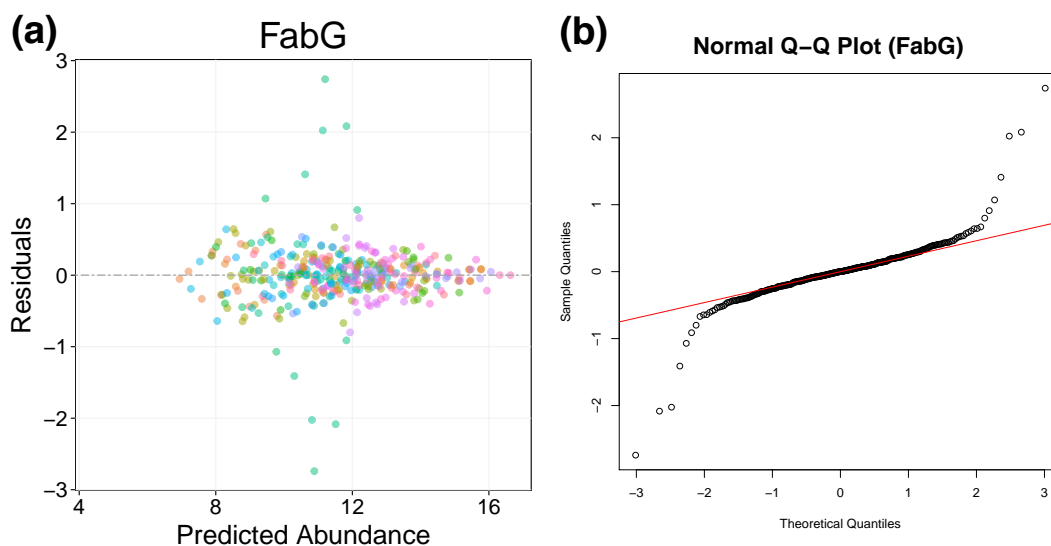 (a)
FabG
3
2
1
0
−1
−2
−3
4
8
12
16
Residuals
Predicted Abundance
(b)
Normal Q−Q Plot (FabG)
2
1
0
−1
−2
−3
−2
−1
0
1
2
3
Sample Quantiles
Theoretical Quantiles